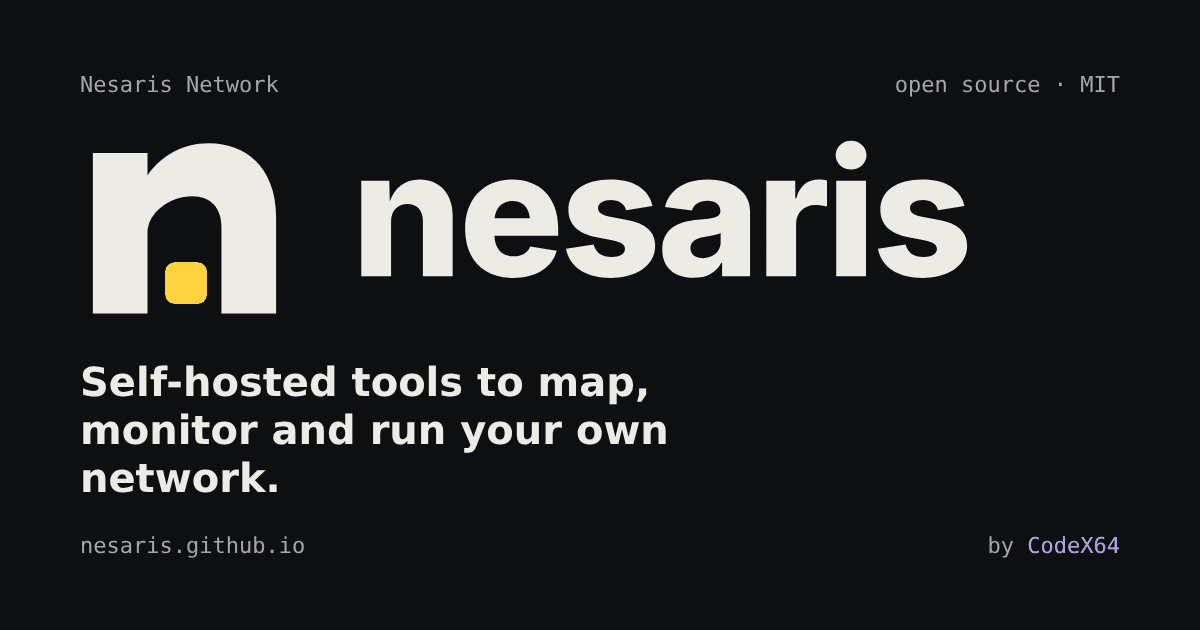 Nesaris Network
open source · MIT
n nesaris
Self-hosted tools to map,
monitor and run your own
network.
nesaris.github.io
by CodeX64